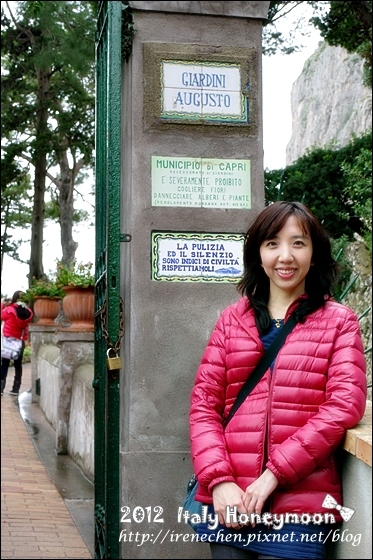 GIARDINI
AUGUSTO
MUNICIPIO DI CAPRI
È SEVERAMENTE PROIBITO
COGLIERE FIORI
DANNEGGIARE ALBERI E PIANTE
LA PULIZIA
ED IL SILENZIO
SONO INDICI DI CIVILTÀ
RISPETTIAMOLI
2012 Italy Honeymoon
http://irenechen.pixnet.net/blog